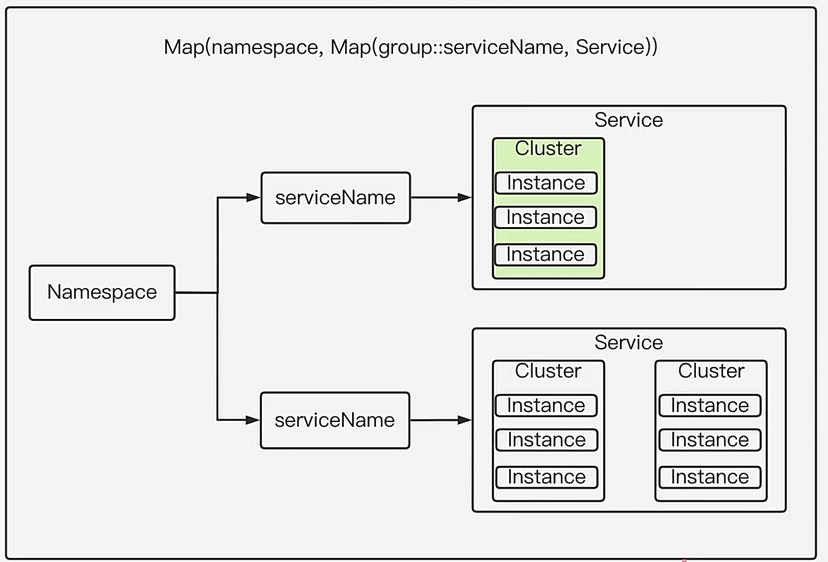 Map(namespace, Map(group::serviceName, Service))
Service
Cluster
Instance
Instance
Instance
serviceName
Namespace
serviceName
Service
Cluster
Instance
Instance
Instance
Cluster
Instance
Instance
Instance